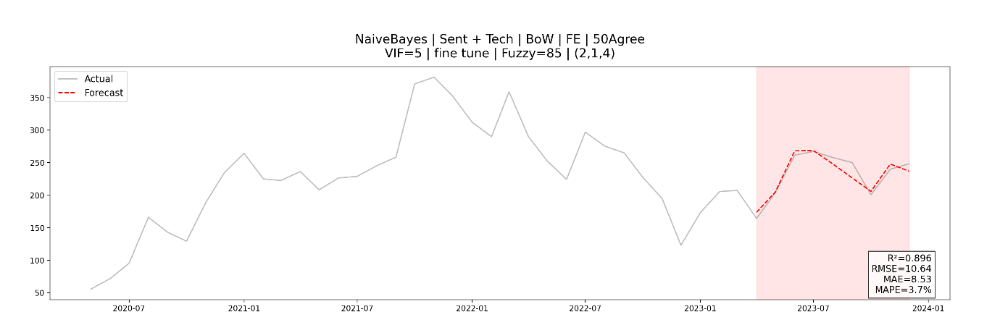 NaiveBayes | Sent + Tech | BoW | FE | 50Agree
VIF=5 | fine tune | Fuzzy=85 | (2,1,4)
Actual
Forecast
350
300
250
200
150
100
50
R²=0.896
RMSE=10.64
MAE=8.53
MAPE=3.7%
2020-07
2021-01
2021-07
2022-01
2022-07
2023-01
2023-07
2024-01